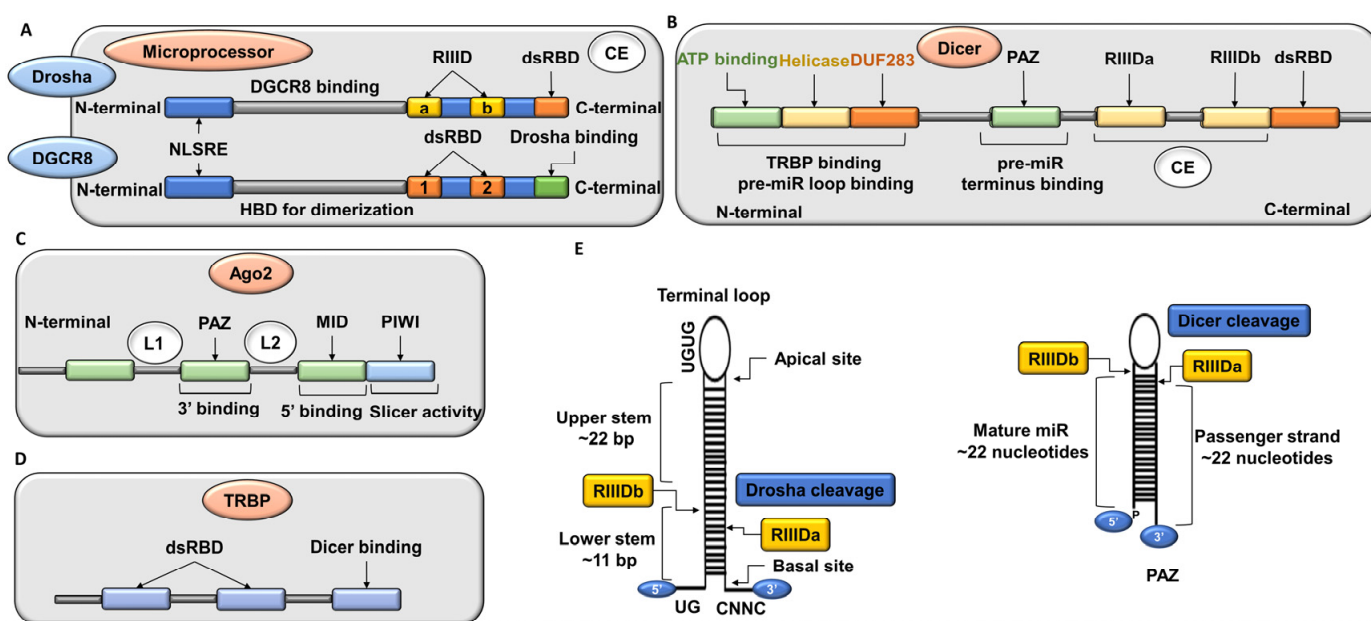 A
Microprocessor
CE
Drosha
RIIID
dsRBD
DGCR8 binding
N-terminal
a
b
C-terminal
NLSRE
dsRBD
Drosha binding
DGCR8
N-terminal
1
2
C-terminal
HBD for dimerization
B
Dicer
ATP binding
Helicase
DUF283
PAZ
RIIIDa
RIIIDb
dsRBD
TRBP binding
pre-miR loop binding
pre-miR
terminus binding
CE
N-terminal
C-terminal
C
Ago2
N-terminal
L1
PAZ
L2
MID
PIWI
3' binding
5' binding
Slicer activity
D
TRBP
dsRBD
Dicer binding
E
Terminal loop
UGUG
Apical site
Upper stem
~22 bp
RIIIDb
Drosha cleavage
RIIIDa
Lower stem
~11 bp
Basal site
5'
3'
UG
CNNC
Dicer cleavage
RIIIDb
RIIIDa
Mature miR
~22 nucleotides
Passenger strand
~22 nucleotides
5'
P
3'
PAZ